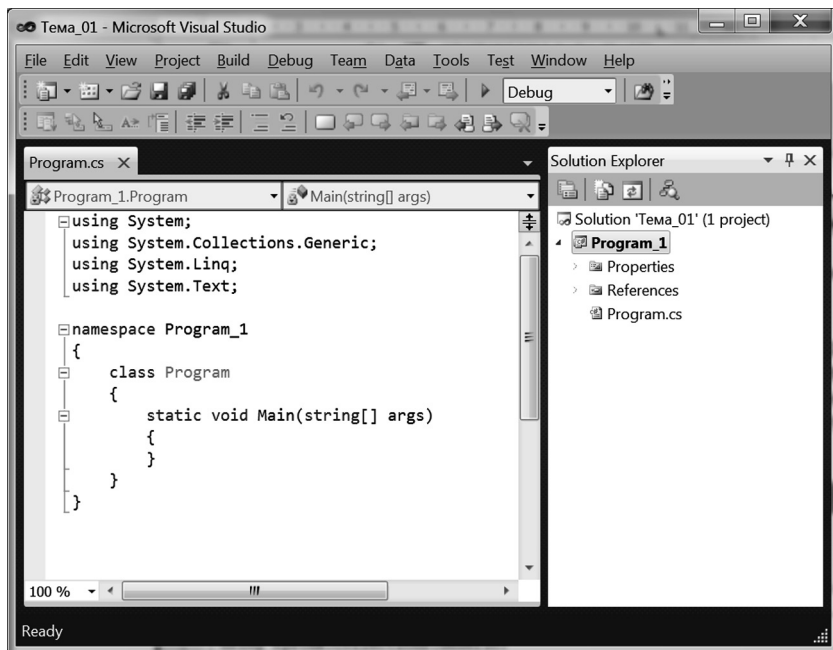 Тема_01 - Microsoft Visual Studio
File Edit View Project Build Debug Team Data Tools Test Window Help
Debug
Program.cs
Program_1.Program
Main(string[] args)
using System;
using System.Collections.Generic;
using System.Linq;
using System.Text;
namespace Program_1
{
class Program
{
static void Main(string[] args)
{
}
}
}
100 %
Solution Explorer
Solution 'Тема_01' (1 project)
Program_1
Properties
References
Program.cs
Ready